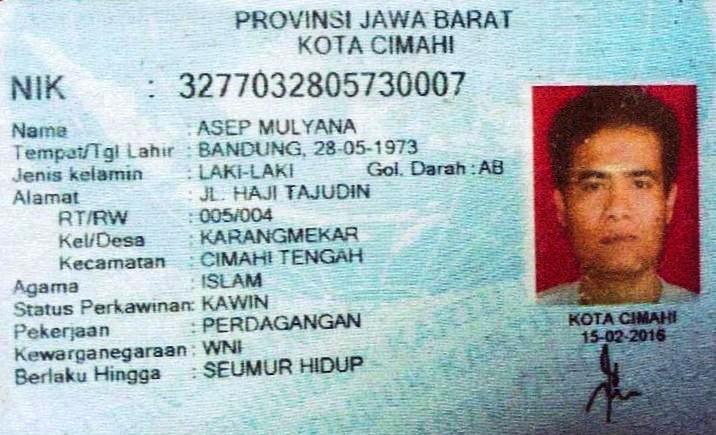 PROVINSI JAWA BARAT
KOTA CIMAHI
NIK : 3277032805730007
Nama : ASEP MULYANA
Tempat/Tgl Lahir : BANDUNG, 28-05-1973
Jenis kelamin : LAKI-LAKI Gol. Darah : AB
Alamat : JL. HAJI TAJUDIN
RT/RW : 005/004
Kel/Desa : KARANGMEKAR
Kecamatan : CIMAHI TENGAH
Agama : ISLAM
Status Perkawinan: KAWIN
Pekerjaan : PERDAGANGAN
Kewarganegaraan : WNI
Berlaku Hingga : SEUMUR HIDUP
KOTA CIMAHI
15-02-2016